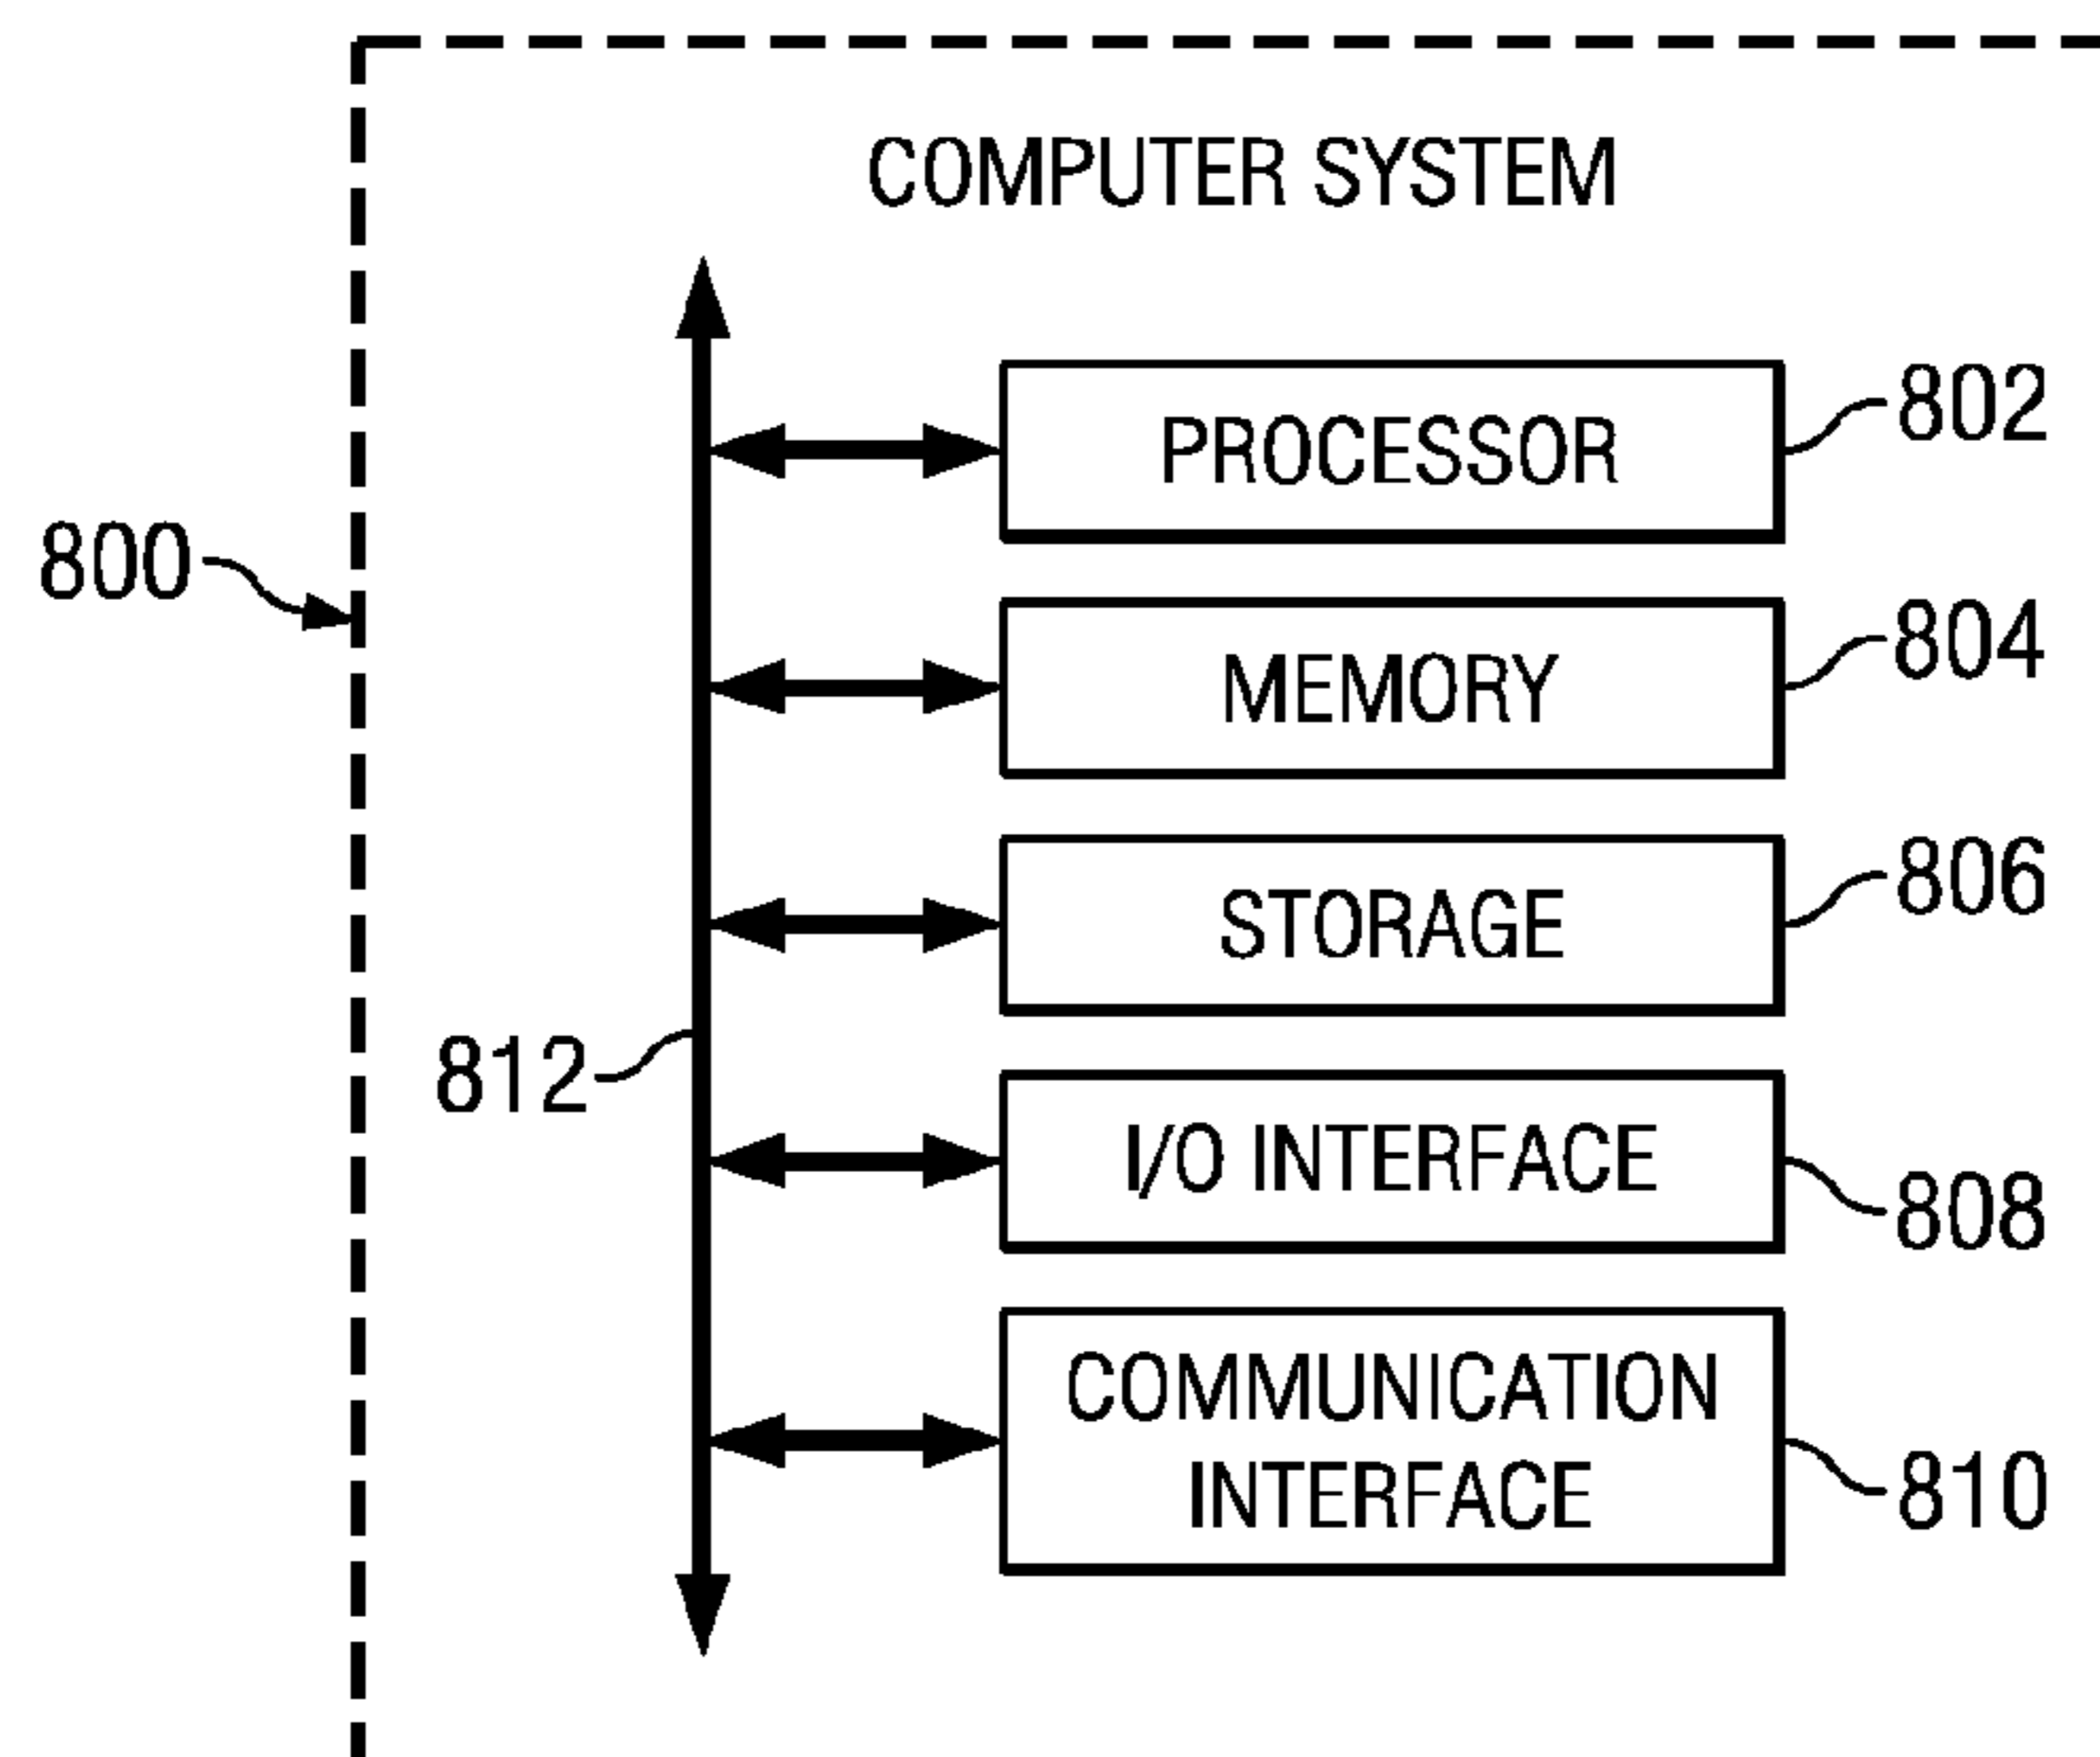 COMPUTER SYSTEM
PROCESSOR
802
800
MEMORY
804
STORAGE
806
812
I/O INTERFACE
808
COMMUNICATION
INTERFACE
810